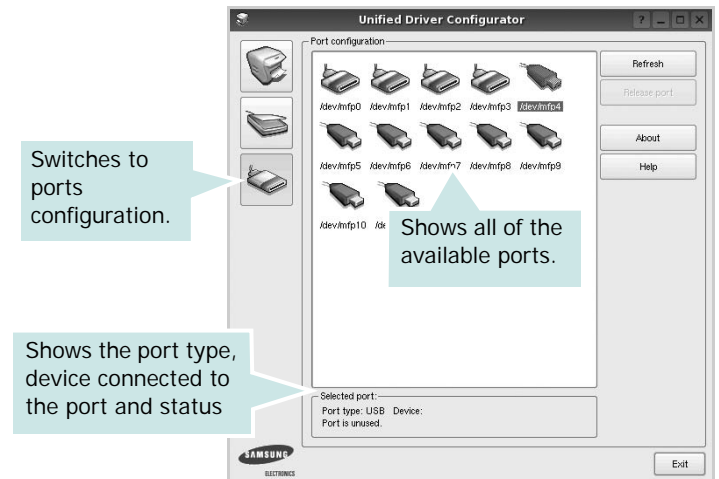 Unified Driver Configurator
Port configuration
/dev/mfp0 /dev/mfp1 /dev/mfp2 /dev/mfp3 /dev/mfp4
/dev/mfp5 /dev/mfp6 /dev/mfp7 /dev/mfp8 /dev/mfp9
/dev/mfp10
Refresh
Release port
About
Help
Switches to
ports
configuration.
Shows all of the
available ports.
Shows the port type,
device connected to
the port and status
Selected port:
Port type: USB Device:
Port is unused.
SAMSUNG
ELECTRONICS
Exit